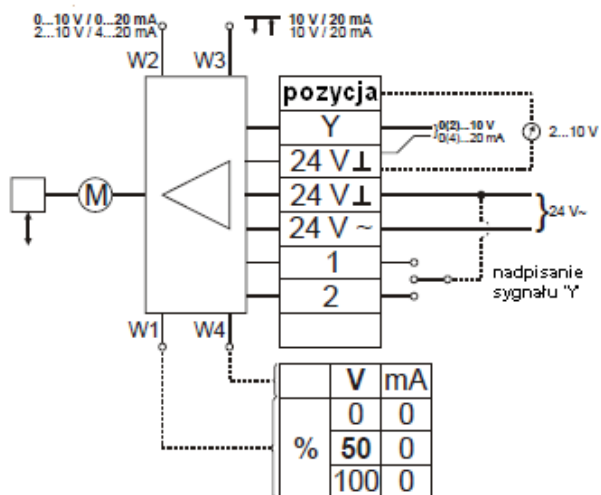 0...10 V / 0...20 mA
2...10 V / 4...20 mA
10 V / 20 mA
10 V / 20 mA
W2
W3
pozycja
Y
0(2)...10 V
0(4)...20 mA
2...10 V
24 V⊥
24 V⊥
24 V ~
24 V~
M
1
2
nadpisanie
sygnału 'Y'
W1
W4
V mA
0 0
% 50 0
100 0